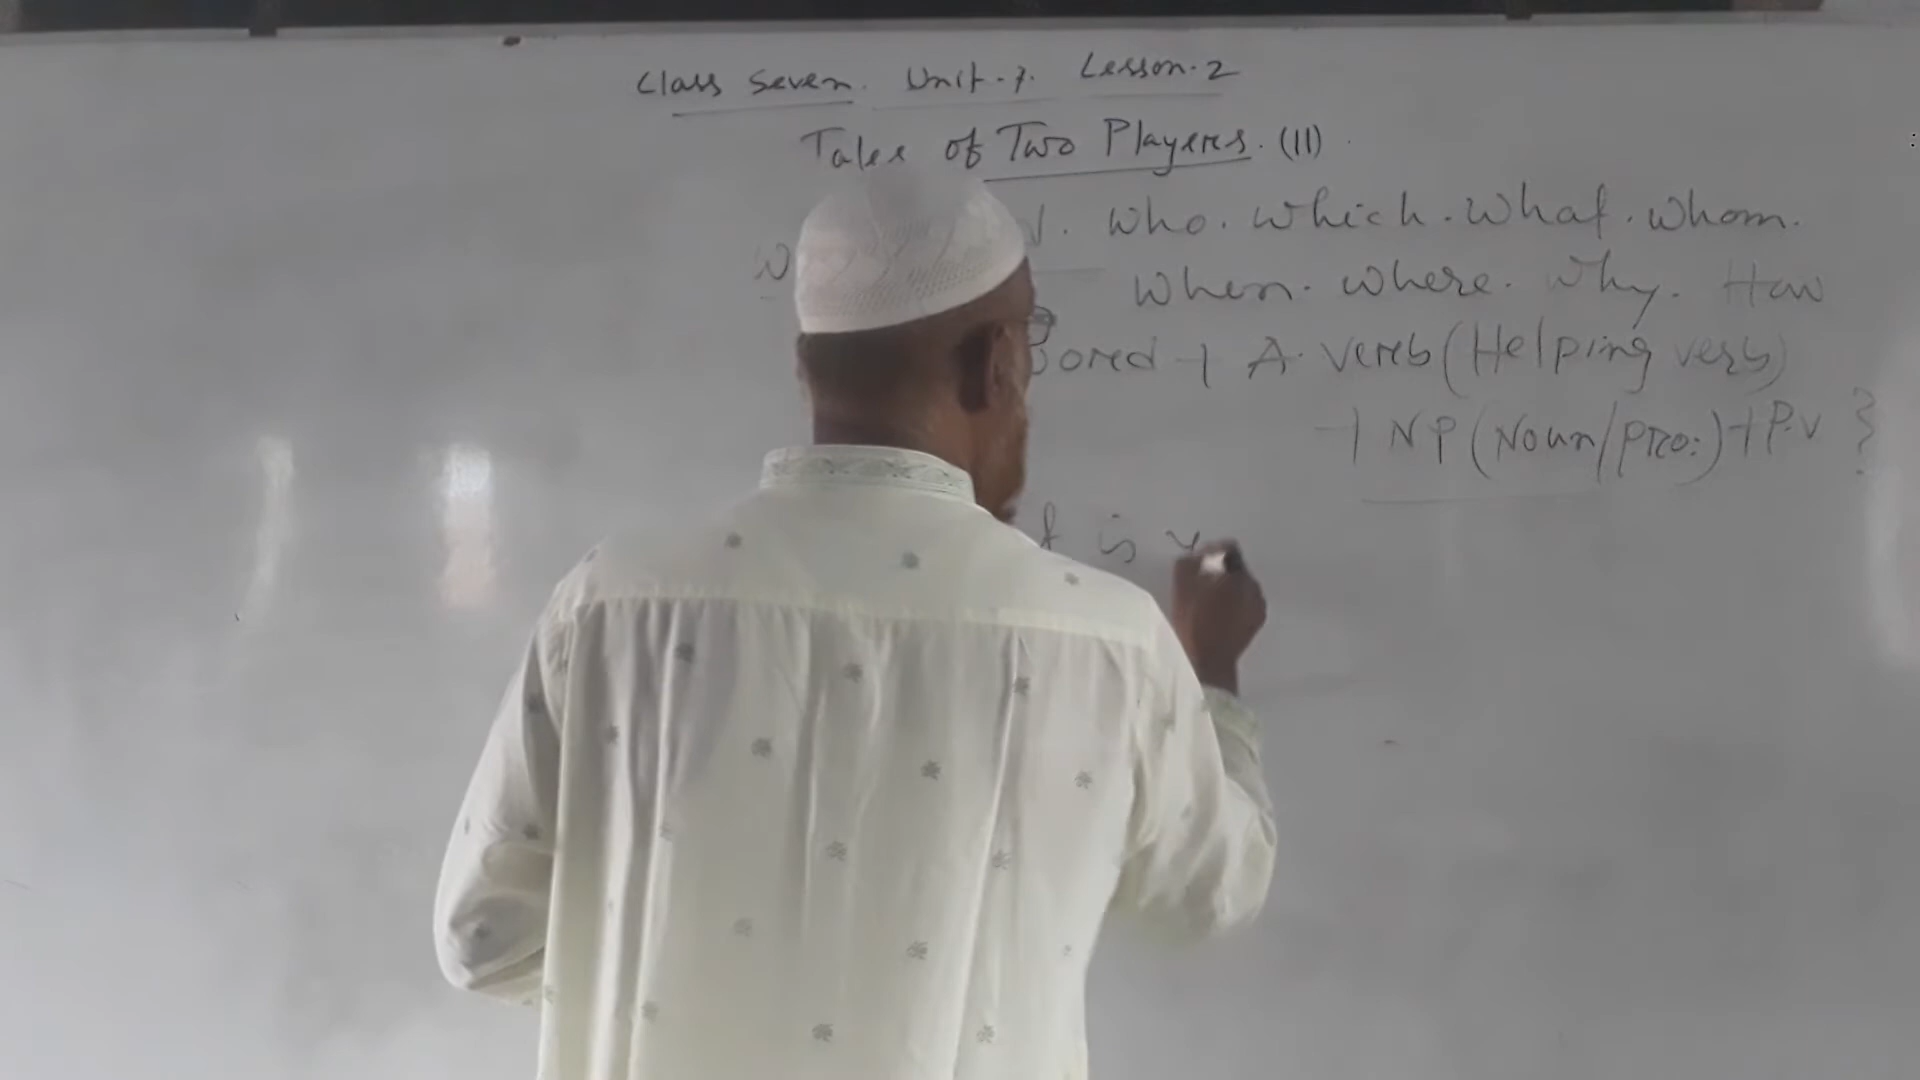 Class Seven. Unit-7. Lesson-2
Tales of Two Players. (II).
Who. Which. What. Whom.
When. Where. Why. How
+ A. Verb (Helping verb)
+ NP (Noun/Pro:) + P.V ?
is